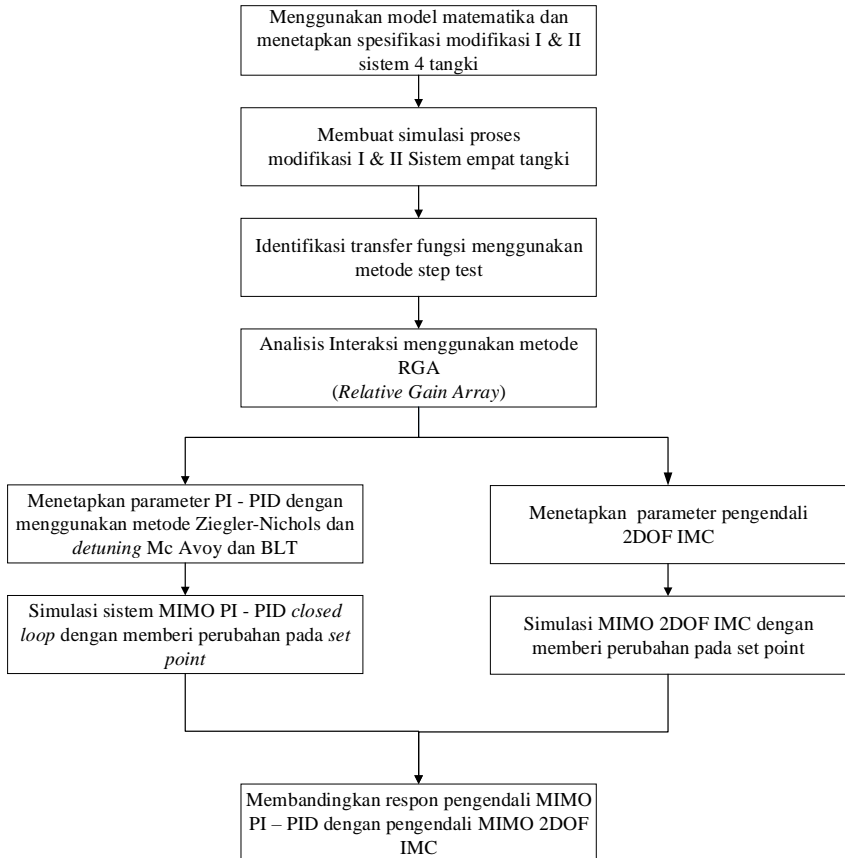 Menggunakan model matematika dan
menetapkan spesifikasi modifikasi I & II
sistem 4 tangki
Membuat simulasi proses
modifikasi I & II Sistem empat tangki
Identifikasi transfer fungsi menggunakan
metode step test
Analisis Interaksi menggunakan metode
RGA
(Relative Gain Array)
Menetapkan parameter PI - PID dengan
menggunakan metode Ziegler-Nichols dan
detuning Mc Avoy dan BLT
Menetapkan parameter pengendali
2DOF IMC
Simulasi sistem MIMO PI - PID closed
loop dengan memberi perubahan pada set
point
Simulasi MIMO 2DOF IMC dengan
memberi perubahan pada set point
Membandingkan respon pengendali MIMO
PI – PID dengan pengendali MIMO 2DOF
IMC